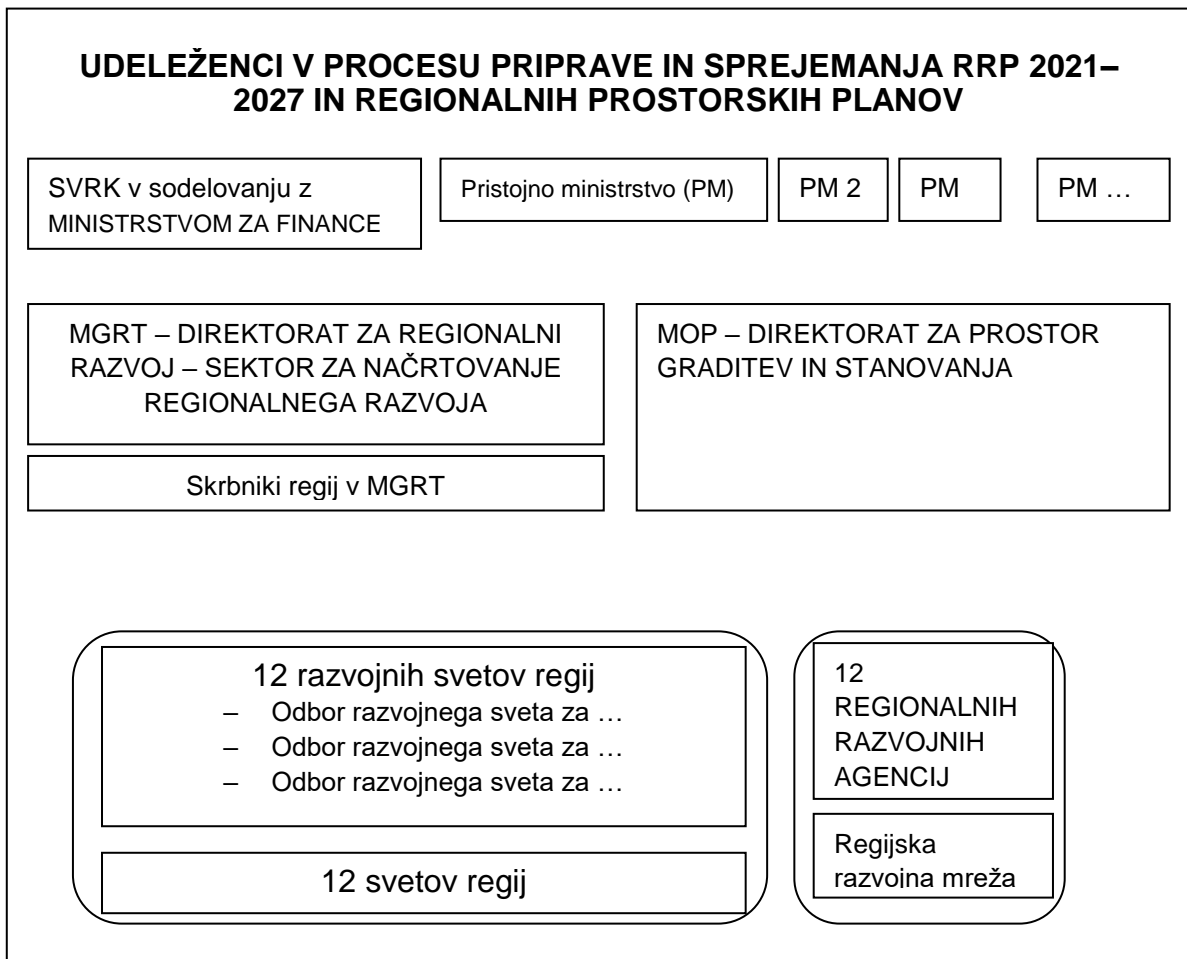 UDELEŽENCI V PROCESU PRIPRAVE IN SPREJEMANJA RRP 2021–
2027 IN REGIONALNIH PROSTORSKIH PLANOV
SVRK v sodelovanju z
MINISTRSTVOM ZA FINANCE
Pristojno ministrstvo (PM)
PM 2
PM
PM …
MGRT – DIREKTORAT ZA REGIONALNI
RAZVOJ – SEKTOR ZA NAČRTOVANJE
REGIONALNEGA RAZVOJA
Skrbniki regij v MGRT
MOP – DIREKTORAT ZA PROSTOR
GRADITEV IN STANOVANJA
12 razvojnih svetov regij
– Odbor razvojnega sveta za …
– Odbor razvojnega sveta za …
– Odbor razvojnega sveta za …
12 svetov regij
12
REGIONALNIH
RAZVOJNIH
AGENCIJ
Regijska
razvojna mreža